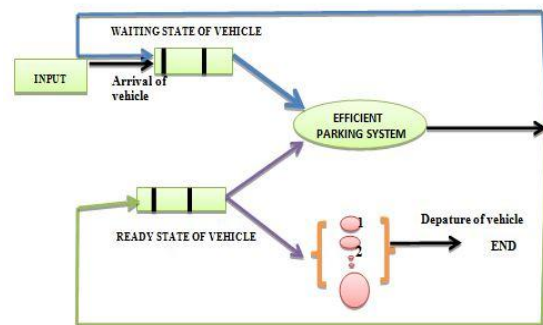 WAITING STATE OF VEHICLE
INPUT
Arrival of
vehicle
EFFICIENT
PARKING SYSTEM
READY STATE OF VEHICLE
1
2
Depature of vehicle
END